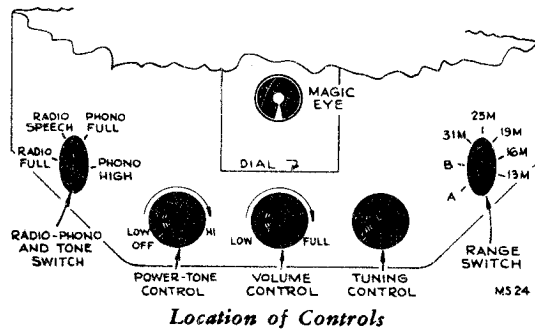 MAGIC
EYE
DIAL
RADIO
SPEECH
PHONO
FULL
RADIO
FULL
PHONO
HIGH
RADIO-PHONO
AND TONE
SWITCH
LOW
OFF
HI
POWER-TONE
CONTROL
LOW
FULL
VOLUME
CONTROL
TUNING
CONTROL
25M
31M
19M
16M
B
13M
A
RANGE
SWITCH
MS24
Location of Controls